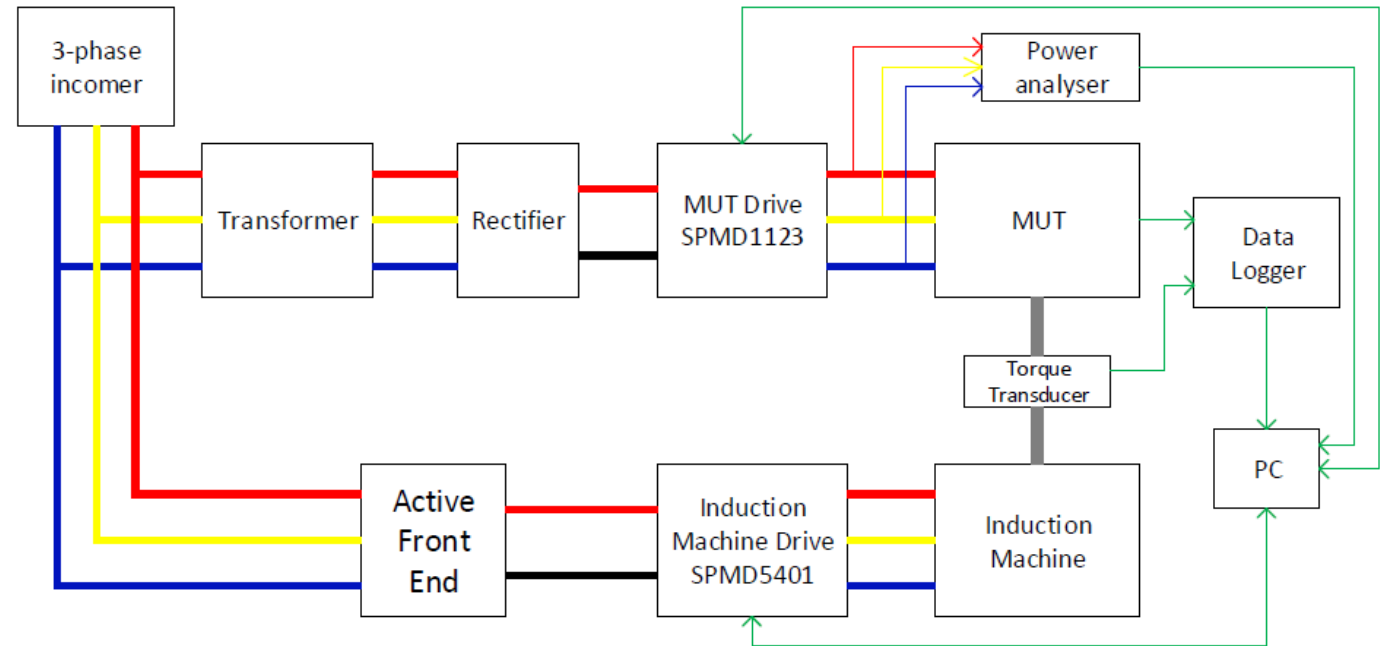 3-phase
incomer
Power
analyser
Transformer
Rectifier
MUT Drive
SPMD1123
MUT
Data
Logger
Torque
Transducer
PC
Active
Front
End
Induction
Machine Drive
SPMD5401
Induction
Machine